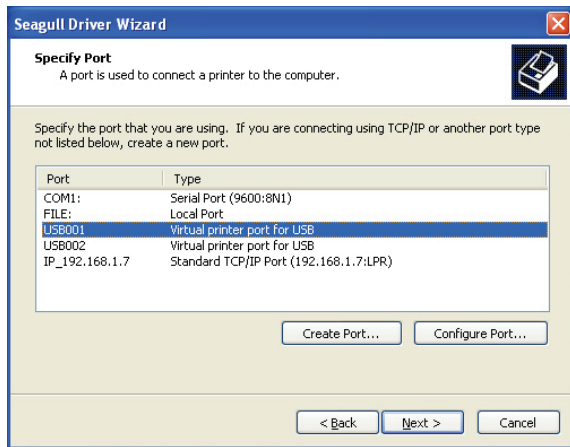 Seagull Driver Wizard
Specify Port
A port is used to connect a printer to the computer.
Specify the port that you are using. If you are connecting using TCP/IP or another port type
not listed below, create a new port.
Port Type
COM1: Serial Port (9600:8N1)
FILE: Local Port
USB001 Virtual printer port for USB
USB002 Virtual printer port for USB
IP_192.168.1.7 Standard TCP/IP Port (192.168.1.7:LPR)
Create Port... Configure Port...
< Back Next > Cancel